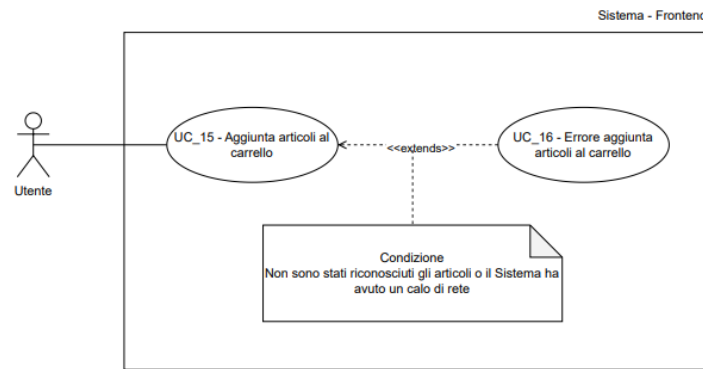 Sistema - Frontend
UC_15 - Aggiunta articoli al
carrello
<<extends>>
UC_16 - Errore aggiunta
articoli al carrello
Utente
Condizione
Non sono stati riconosciuti gli articoli o il Sistema ha
avuto un calo di rete